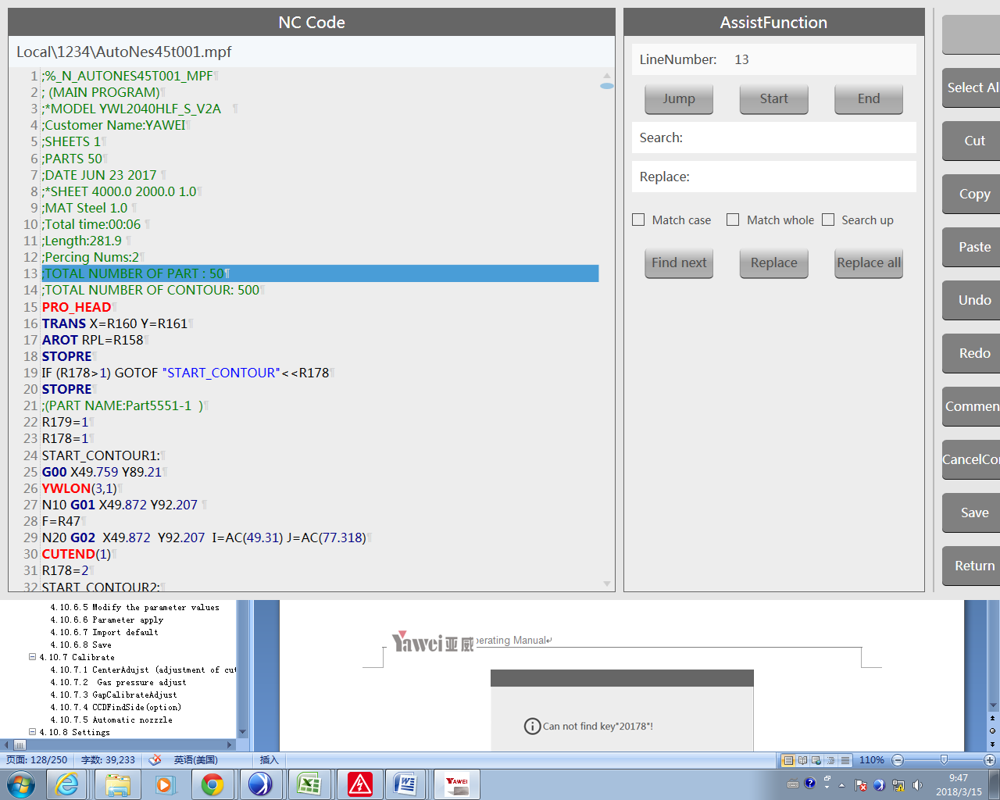 NC Code
Local\1234\AutoNes45t001.mpf
1 ;%_N_AUTONES45T001_MPF¶
2 ; (MAIN PROGRAM)¶
3 ;*MODEL YWL2040HLF_S_V2A ¶
4 ;Customer Name:YAWEI¶
5 ;SHEETS 1¶
6 ;PARTS 50¶
7 ;DATE JUN 23 2017 ¶
8 ;*SHEET 4000.0 2000.0 1.0¶
9 ;MAT Steel 1.0 ¶
10 ;Total time:00:06 ¶
11 ;Length:281.9 ¶
12 ;Percing Nums:2¶
13 ;TOTAL NUMBER OF PART : 50¶
14 ;TOTAL NUMBER OF CONTOUR: 500¶
15 PRO_HEAD¶
16 TRANS X=R160 Y=R161¶
17 AROT RPL=R158¶
18 STOPRE¶
19 IF (R178>1) GOTOF "START_CONTOUR"<<R178¶
20 STOPRE¶
21 ;(PART NAME:Part5551-1  )¶
22 R179=1¶
23 R178=1¶
24 START_CONTOUR1:¶
25 G00 X49.759 Y89.21¶
26 YWLON(3,1)¶
27 N10 G01 X49.872 Y92.207 ¶
28 F=R47¶
29 N20 G02  X49.872  Y92.207  I=AC(49.31) J=AC(77.318)¶
30 CUTEND(1)¶
31 R178=2¶
32 START_CONTOUR2:¶
AssistFunction
LineNumber: 13
Jump Start End
Search:
Replace:
Match case Match whole Search up
Find next Replace Replace all
Select Al
Cut
Copy
Paste
Undo
Redo
Commen
CancelCo
Save
Return
4.10.6.5 Modify the parameter values
4.10.6.6 Parameter apply
4.10.6.7 Import default
4.10.6.8 Save
4.10.7 Calibrate
4.10.7.1 CenterAdujst (adjustment of cut
4.10.7.2  Gas pressure adjust
4.10.7.3 GapCalibrateAdjust
4.10.7.4 CCDFindSide(option)
4.10.7.5 Automatic nozzzle
4.10.8 Settings
Yawei亚威 perating Manual↵
Can not find key"20178"!
页面: 128/250 字数: 39,233 英语(美国) 插入 110%
YAWEI
9:47
2018/3/15